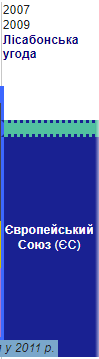 2007
2009
Лісабонська
угода
Європейський
Союз (ЄС)
у 2011 р.